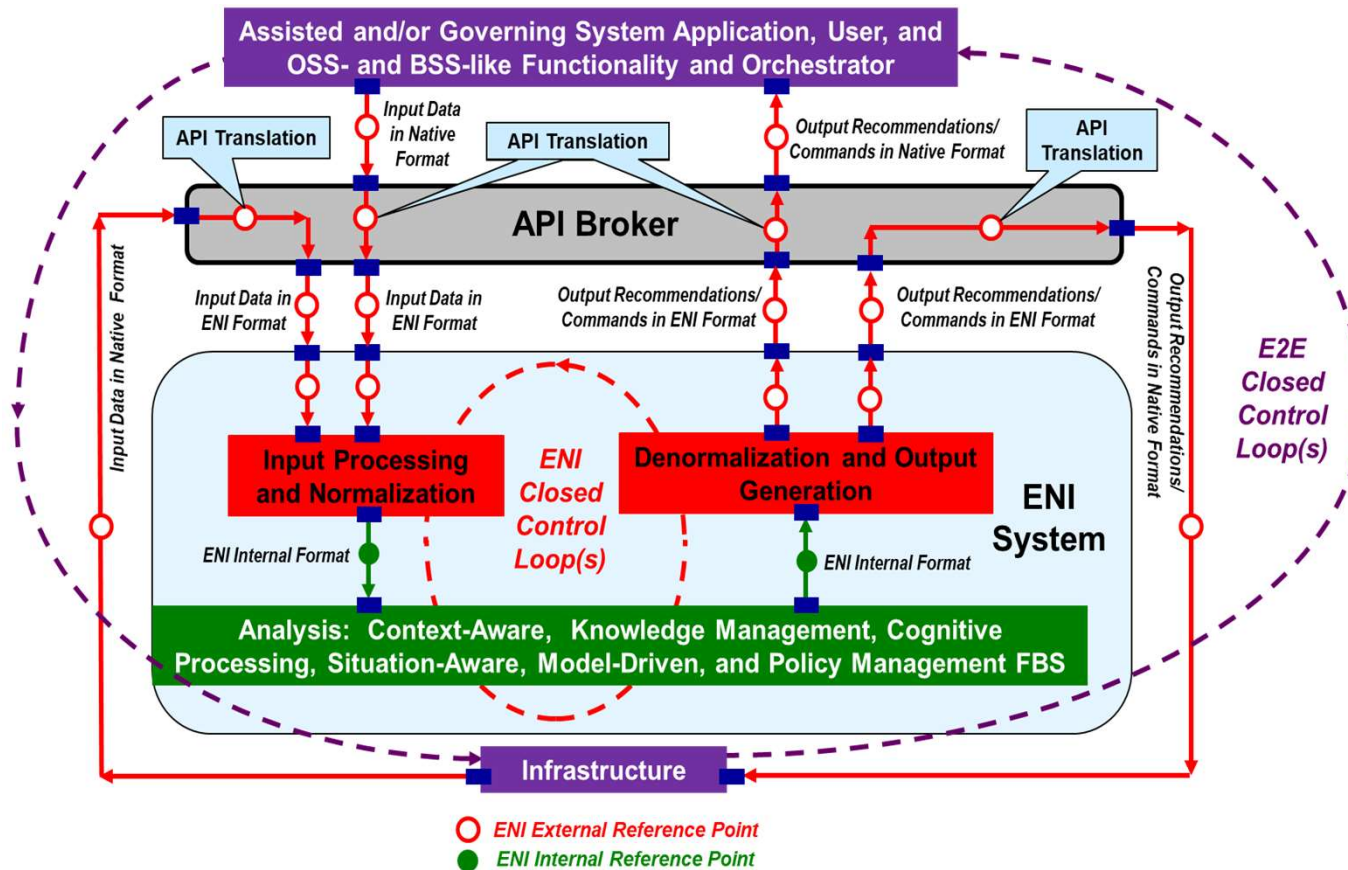 Assisted and/or Governing System Application, User, and
OSS- and BSS-like Functionality and Orchestrator
Input Data
in Native
Format
Output Recommendations/
Commands in Native Format
API Translation
API Translation
API
Translation
API Broker
Input Data in
ENI Format
Input Data in
ENI Format
Output Recommendations/
Commands in ENI Format
Output Recommendations/
Commands in ENI Format
Input Data in Native Format
Output Recommendations/
Commands in Native Format
E2E
Closed
Control
Loop(s)
Input Processing
and Normalization
ENI
Closed
Control
Loop(s)
Denormalization and Output
Generation
ENI
System
ENI Internal Format
ENI Internal Format
Analysis: Context-Aware, Knowledge Management, Cognitive
Processing, Situation-Aware, Model-Driven, and Policy Management FBS
Infrastructure
ENI External Reference Point
ENI Internal Reference Point